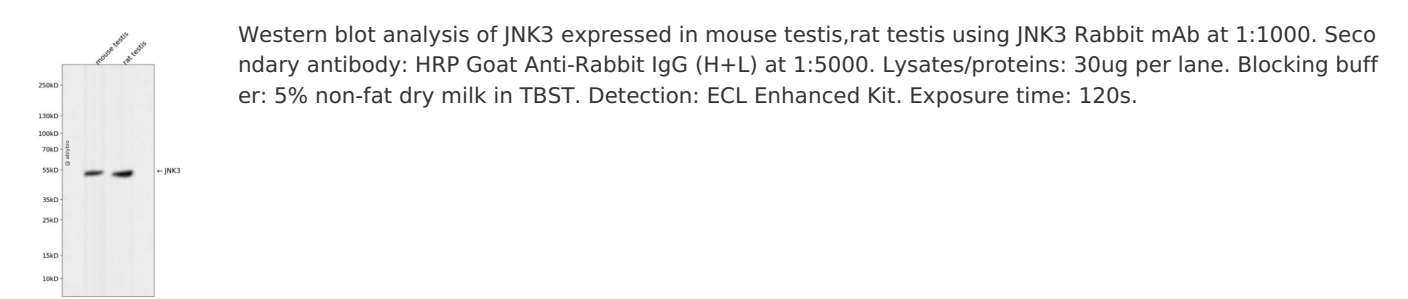 mouse testis
rat testis
250kD
130kD
100kD
70kD
55kD
35kD
25kD
15kD
10kD
← JNK3
Western blot analysis of JNK3 expressed in mouse testis,rat testis using JNK3 Rabbit mAb at 1:1000. Seco
ndary antibody: HRP Goat Anti-Rabbit IgG (H+L) at 1:5000. Lysates/proteins: 30ug per lane. Blocking buff
er: 5% non-fat dry milk in TBST. Detection: ECL Enhanced Kit. Exposure time: 120s.